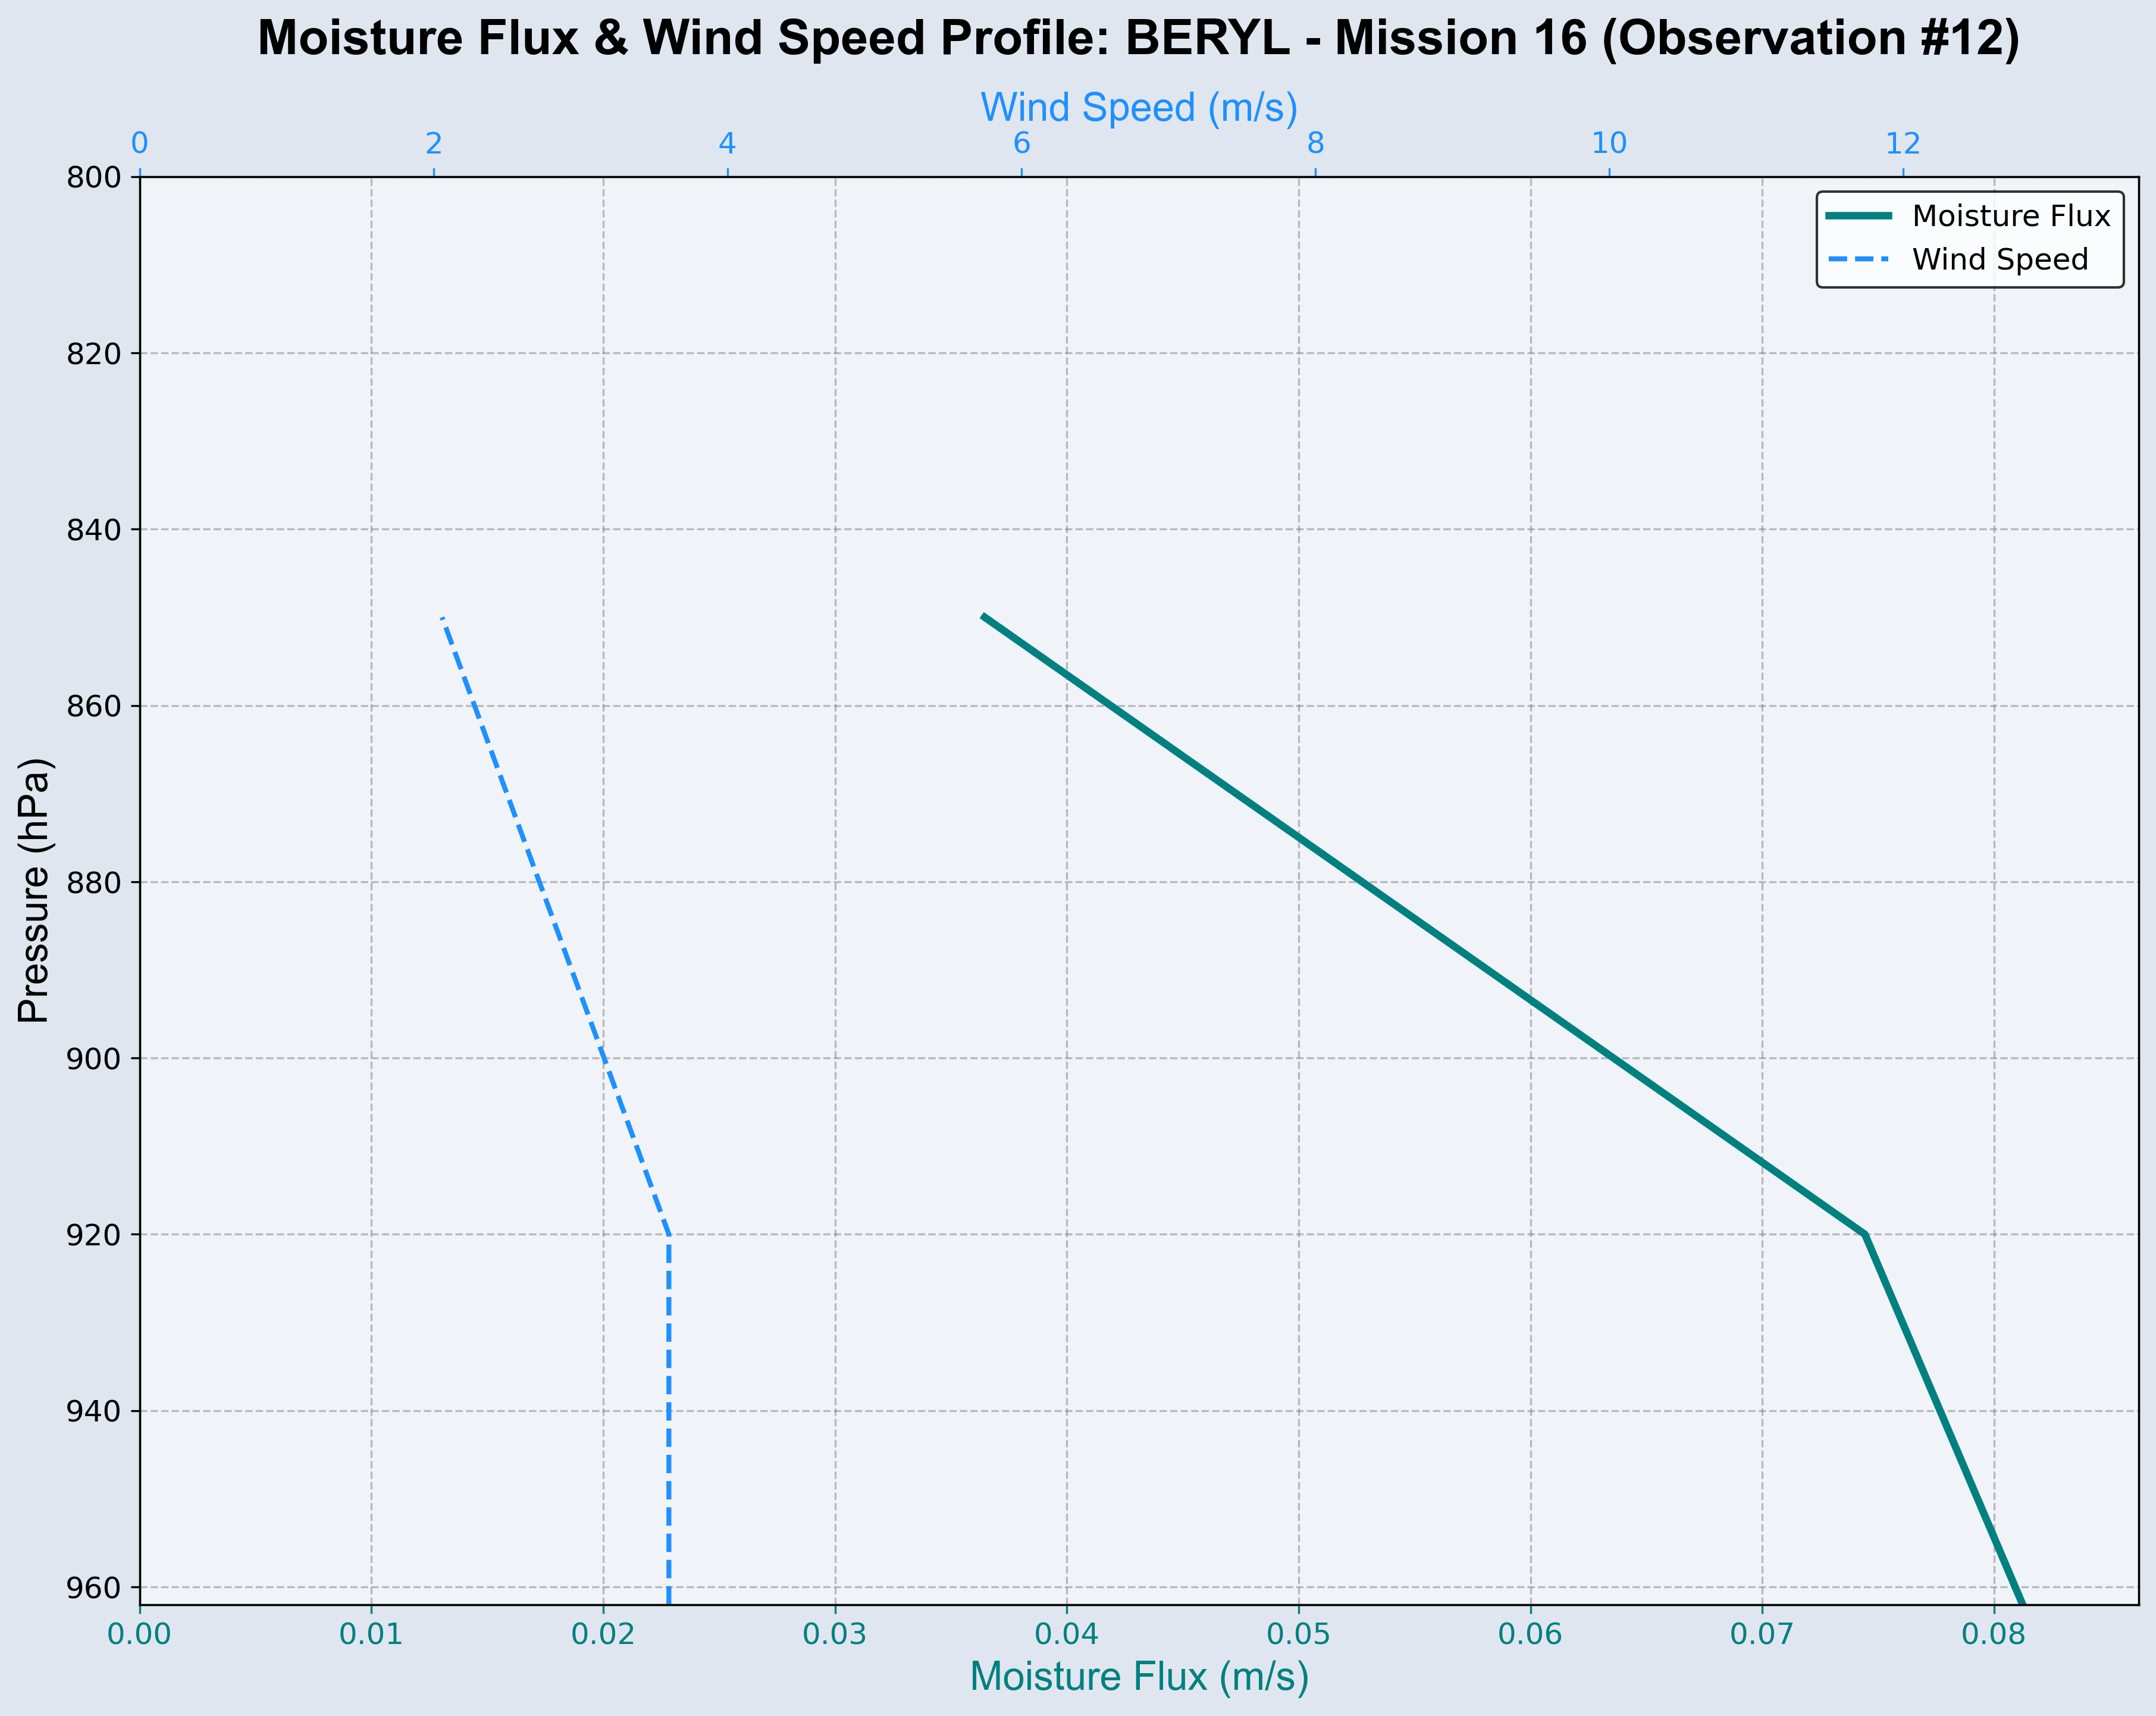 Moisture Flux & Wind Speed Profile: BERYL - Mission 16 (Observation #12)
Wind Speed (m/s)
0 2 4 6 8 10 12
Moisture Flux
Wind Speed
Pressure (hPa)
800
820
840
860
880
900
920
940
960
0.00 0.01 0.02 0.03 0.04 0.05 0.06 0.07 0.08
Moisture Flux (m/s)